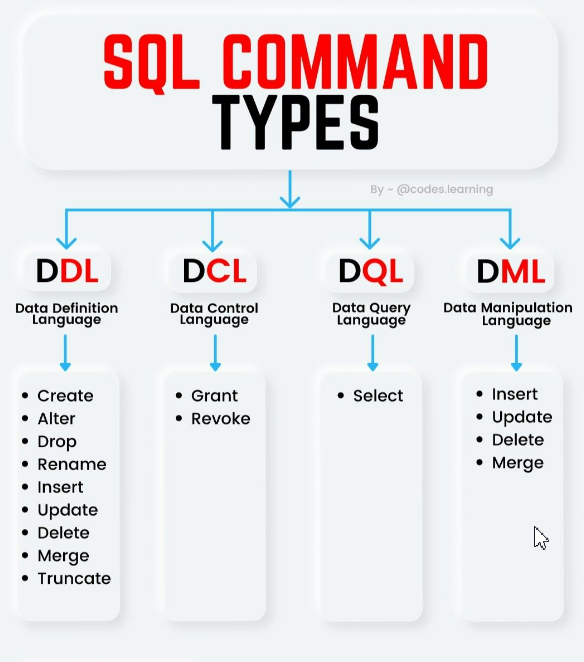 SQL COMMAND
TYPES
By ~ @codes.learning
DDL
Data Definition
Language
• Create
• Alter
• Drop
• Rename
• Insert
• Update
• Delete
• Merge
• Truncate
DCL
Data Control
Language
• Grant
• Revoke
DQL
Data Query
Language
• Select
DML
Data Manipulation
Language
• Insert
• Update
• Delete
• Merge